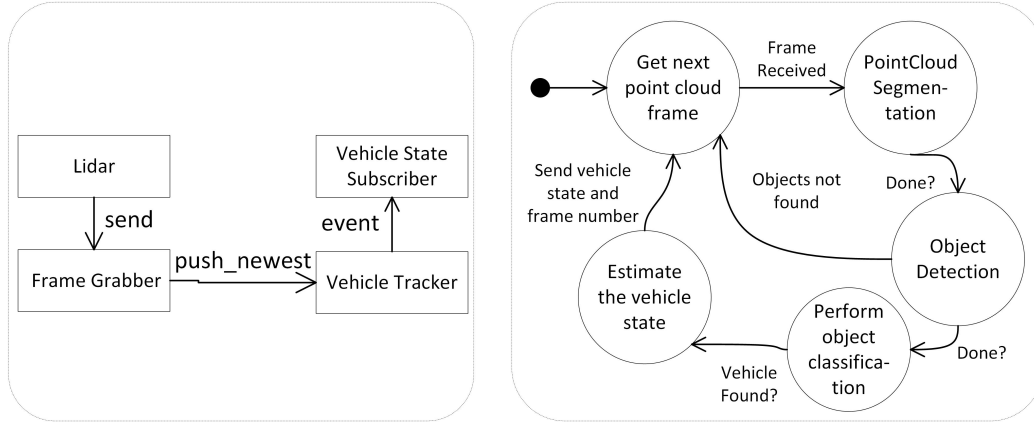 Lidar
send
Frame Grabber
push_newest
Vehicle Tracker
event
Vehicle State
Subscriber
Get next
point cloud
frame
Frame
Received
PointCloud
Segmen-
tation
Done?
Object
Detection
Objects not
found
Done?
Perform
object
classifica-
tion
Vehicle
Found?
Estimate
the vehicle
state
Send vehicle
state and
frame number